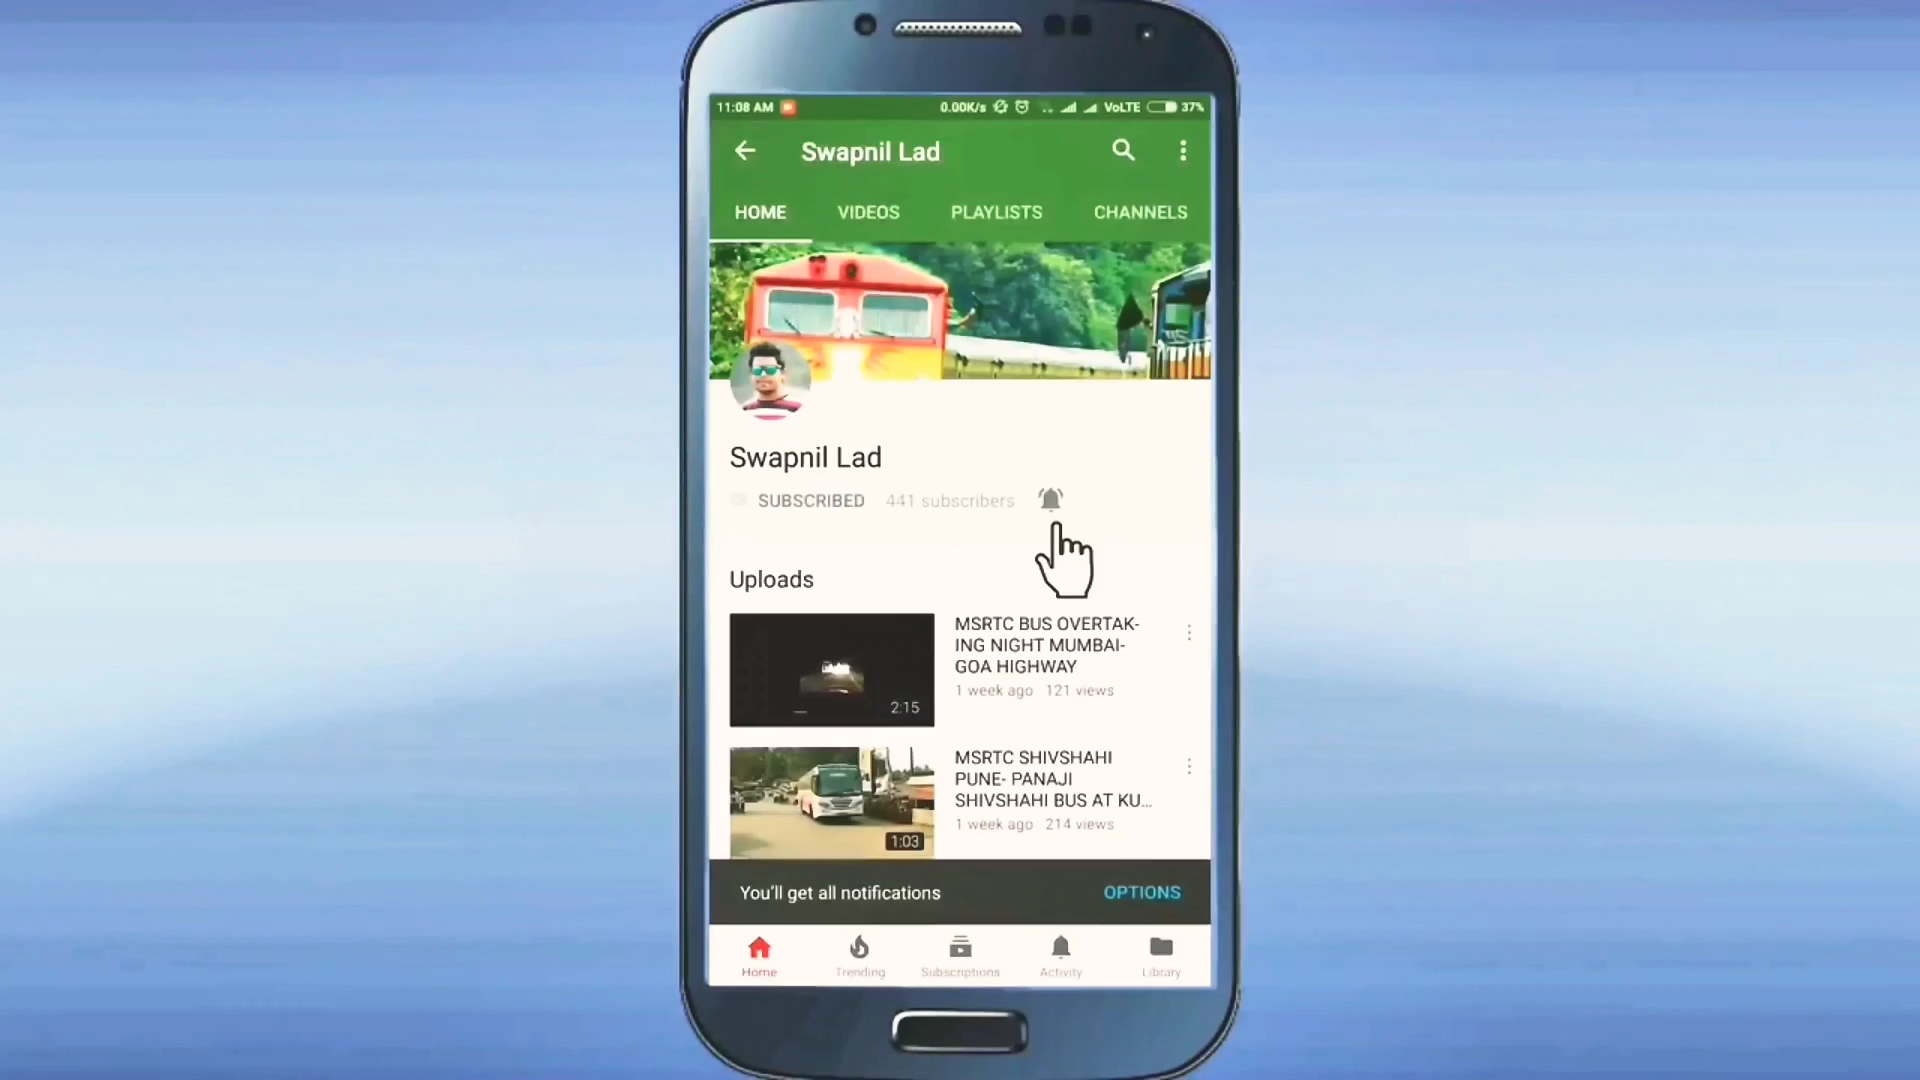 11:08 AM 0.00K/s VoLTE 37%
Swapnil Lad
HOME VIDEOS PLAYLISTS CHANNELS
Swapnil Lad
SUBSCRIBED 441 subscribers
Uploads
MSRTC BUS OVERTAK-
ING NIGHT MUMBAI-
GOA HIGHWAY
1 week ago 121 views
2:15
MSRTC SHIVSHAHI
PUNE- PANAJI
SHIVSHAHI BUS AT KU...
1 week ago 214 views
1:03
You'll get all notifications OPTIONS
Home Trending Subscriptions Activity Library